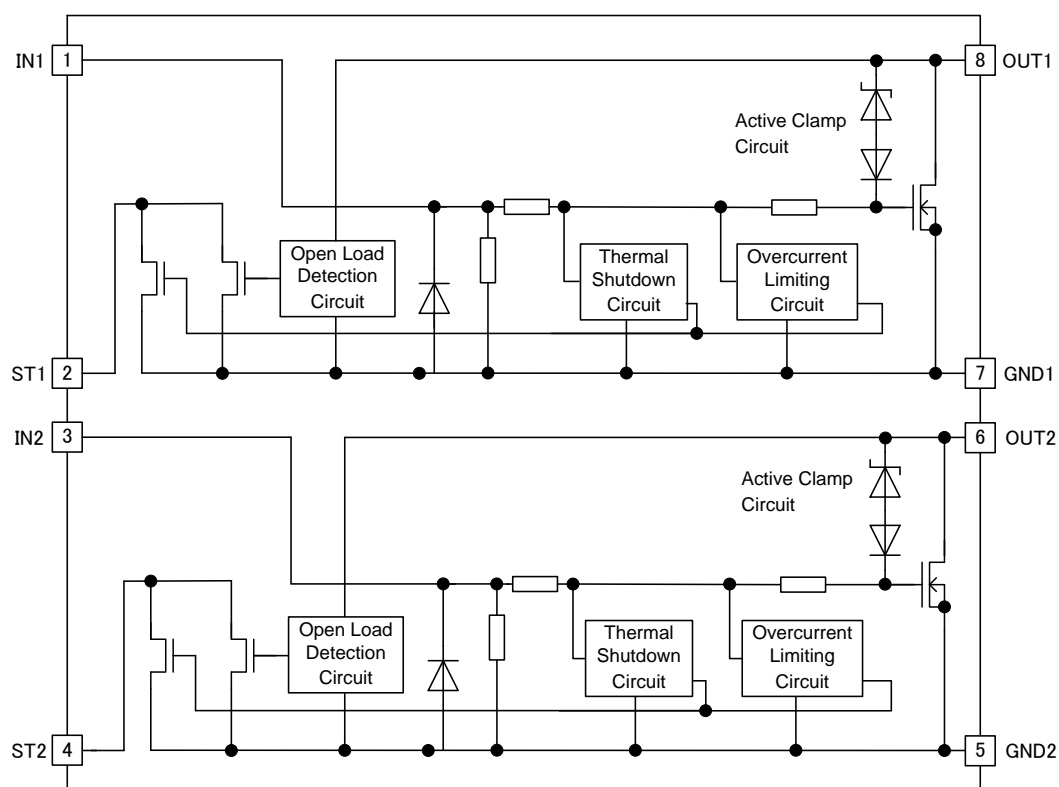 IN1 1
8 OUT1
Active Clamp
Circuit
Open Load
Detection
Circuit
Thermal
Shutdown
Circuit
Overcurrent
Limiting
Circuit
ST1 2
7 GND1
IN2 3
6 OUT2
Active Clamp
Circuit
Open Load
Detection
Circuit
Thermal
Shutdown
Circuit
Overcurrent
Limiting
Circuit
ST2 4
5 GND2